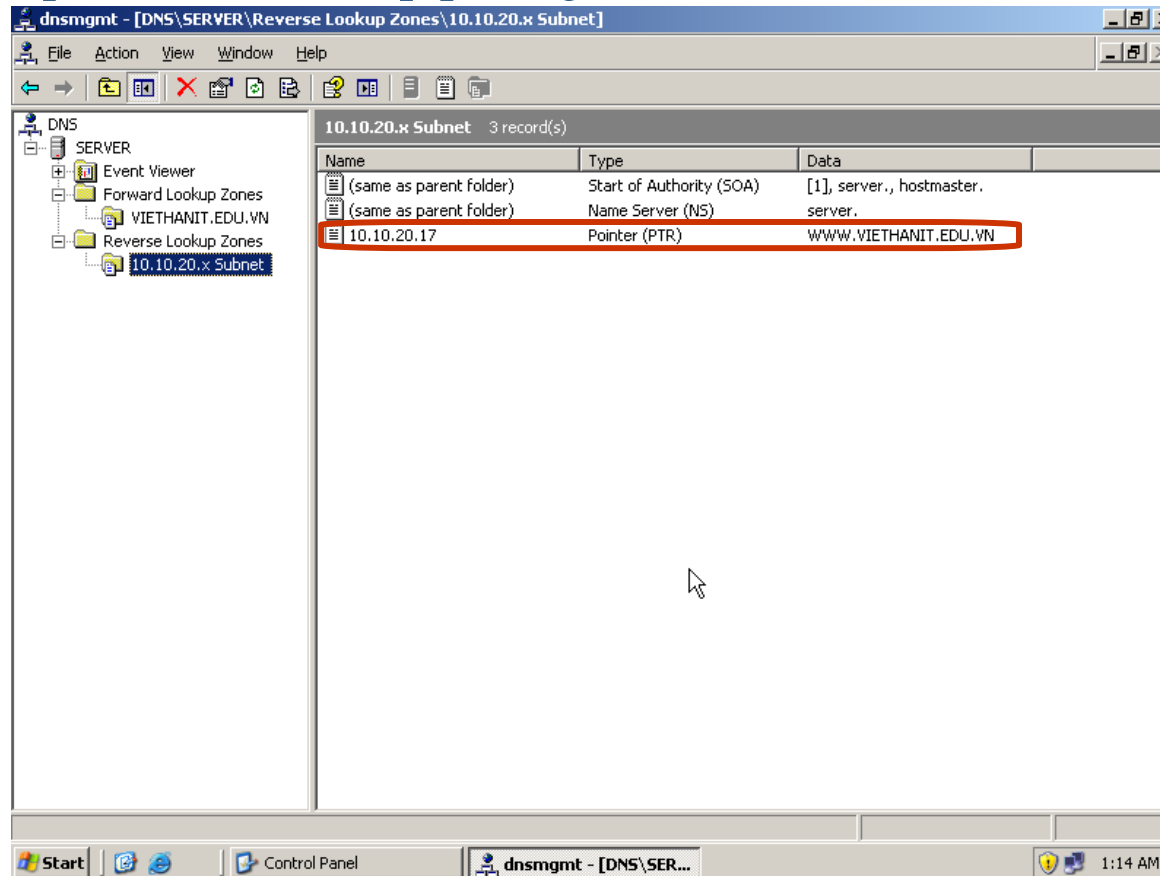 dnsmgmt - [DNS\SERVER\Reverse Lookup Zones\10.10.20.x Subnet]
File Action View Window Help
DNS
SERVER
Event Viewer
Forward Lookup Zones
VIETHANIT.EDU.VN
Reverse Lookup Zones
10.10.20.x Subnet
10.10.20.x Subnet 3 record(s)
Name Type Data
(same as parent folder) Start of Authority (SOA) [1], server., hostmaster.
(same as parent folder) Name Server (NS) server.
10.10.20.17 Pointer (PTR) WWW.VIETHANIT.EDU.VN
Start Control Panel dnsmgmt - [DNS\SER... 1:14 AM